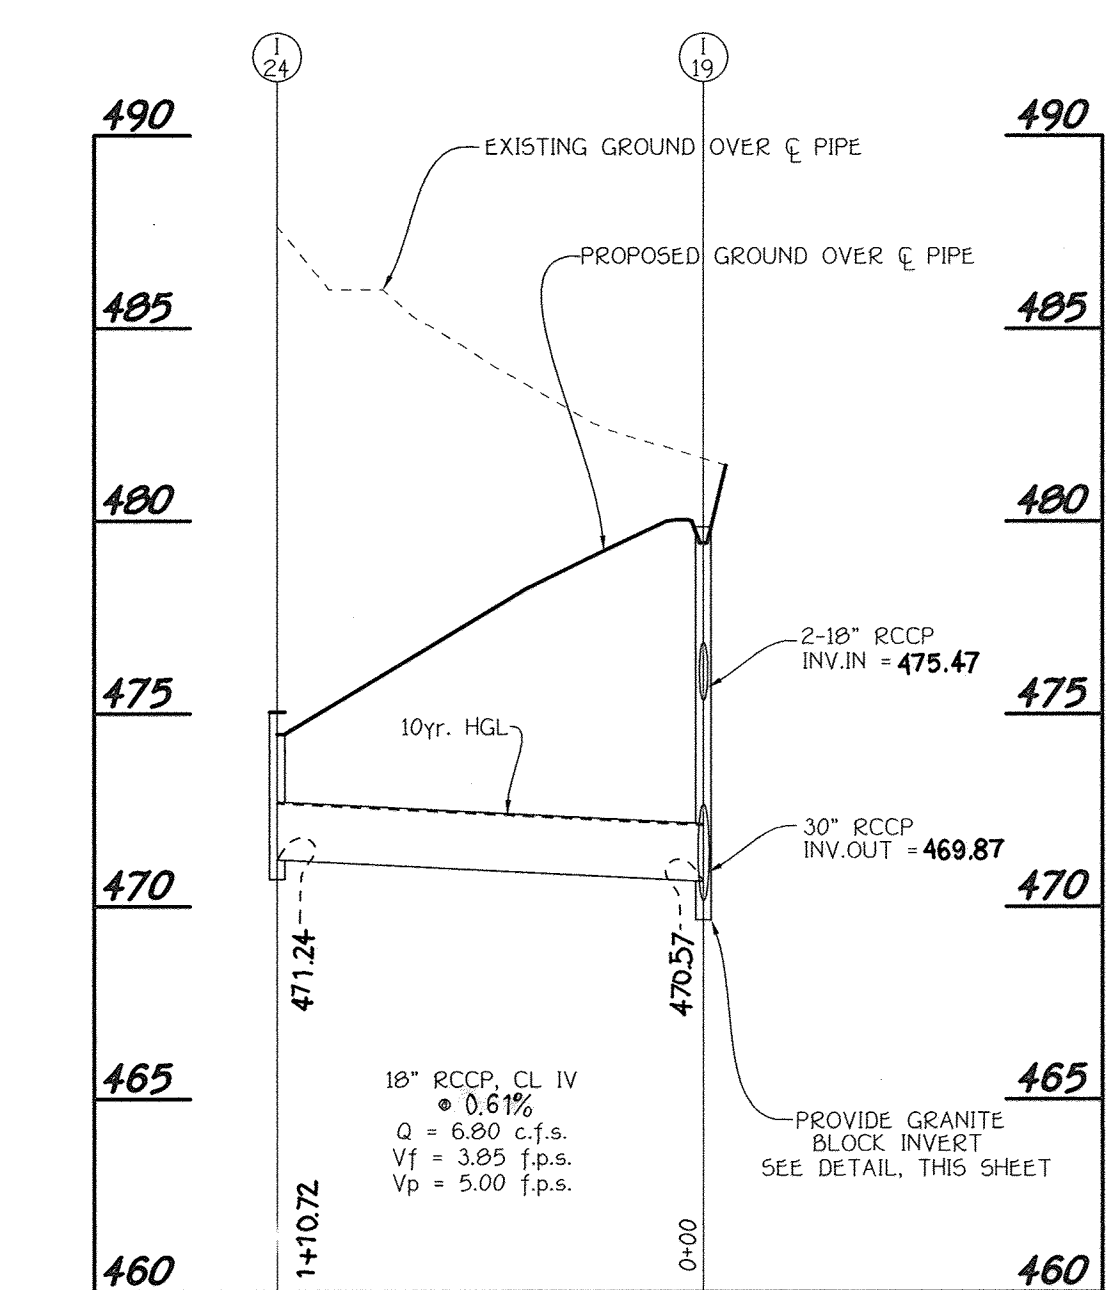 I
24
I
19
490
490
EXISTING GROUND OVER ℄ PIPE
PROPOSED GROUND OVER ℄ PIPE
485
485
480
480
2-18" RCCP
INV.IN = 475.47
475
475
10yr. HGL
30" RCCP
INV.OUT = 469.87
470
470
471.24
470.57
465
465
18" RCCP, CL IV
@ 0.61%
Q = 6.80 c.f.s.
Vf = 3.85 f.p.s.
Vp = 5.00 f.p.s.
PROVIDE GRANITE
BLOCK INVERT
SEE DETAIL, THIS SHEET
1+10.72
0+00
460
460